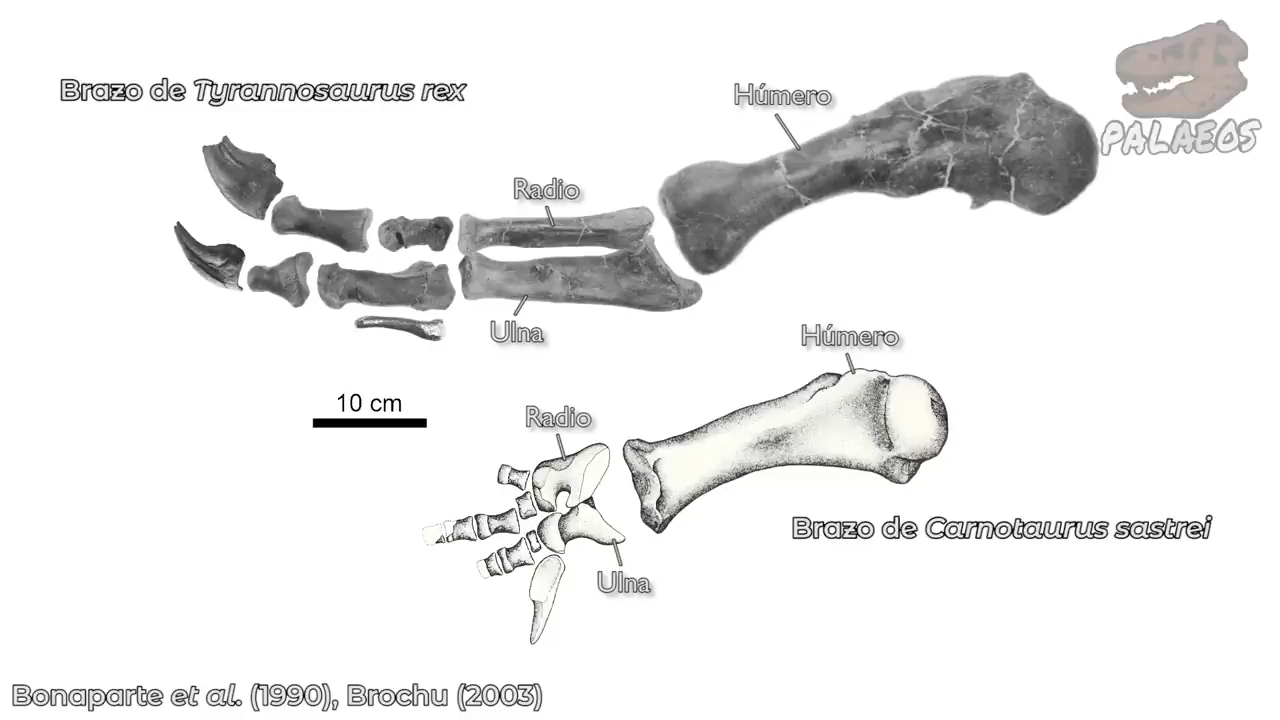 Brazo de Tyrannosaurus rex
Húmero
PALAEOS
Radio
Ulna
Húmero
10 cm
Radio
Brazo de Carnotaurus sastrei
Ulna
Bonaparte et al. (1990), Brochu (2003)